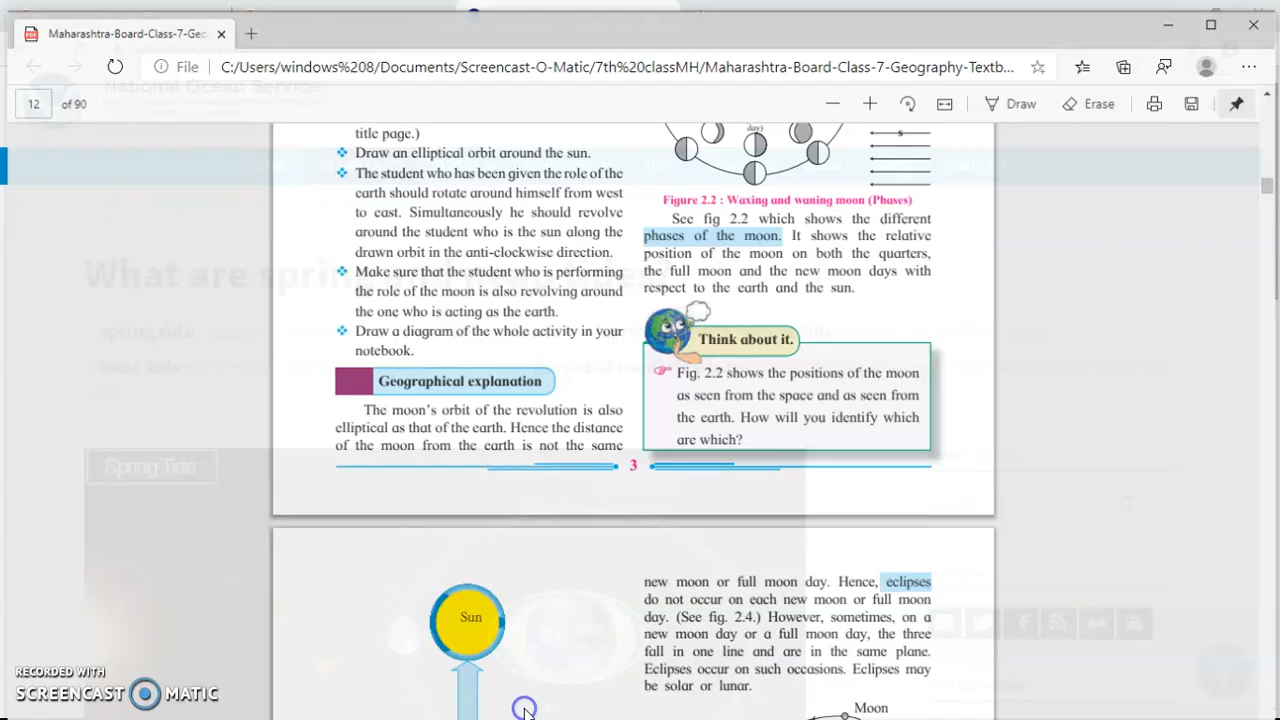 Maharashtra-Board-Class-7-Geo
File C:/Users/windows%208/Documents/Screencast-O-Matic/7th%20classMH/Maharashtra-Board-Class-7-Geography-Textb...
12 of 90
Draw
Erase
National Ocean Service
title page.)
Draw an elliptical orbit around the sun.
The student who has been given the role of the
earth should rotate around himself from west
to east. Simultaneously he should revolve
around the student who is the sun along the
drawn orbit in the anti-clockwise direction.
Make sure that the student who is performing
the role of the moon is also revolving around
the one who is acting as the earth.
Draw a diagram of the whole activity in your
notebook.
Geographical explanation
The moon's orbit of the revolution is also
elliptical as that of the earth. Hence the distance
of the moon from the earth is not the same
day)
s
Figure 2.2 : Waxing and waning moon (Phases)
See fig 2.2 which shows the different
phases of the moon. It shows the relative
position of the moon on both the quarters,
the full moon and the new moon days with
respect to the earth and the sun.
Think about it.
Fig. 2.2 shows the positions of the moon
as seen from the space and as seen from
the earth. How will you identify which
are which?
3
What are spring
spring tide
Spring Tide
Sun
new moon or full moon day. Hence, eclipses
do not occur on each new moon or full moon
day. (See fig. 2.4.) However, sometimes, on a
new moon day or a full moon day, the three
fall in one line and are in the same plane.
Eclipses occur on such occasions. Eclipses may
be solar or lunar.
Moon
RECORDED WITH
SCREENCAST MATIC